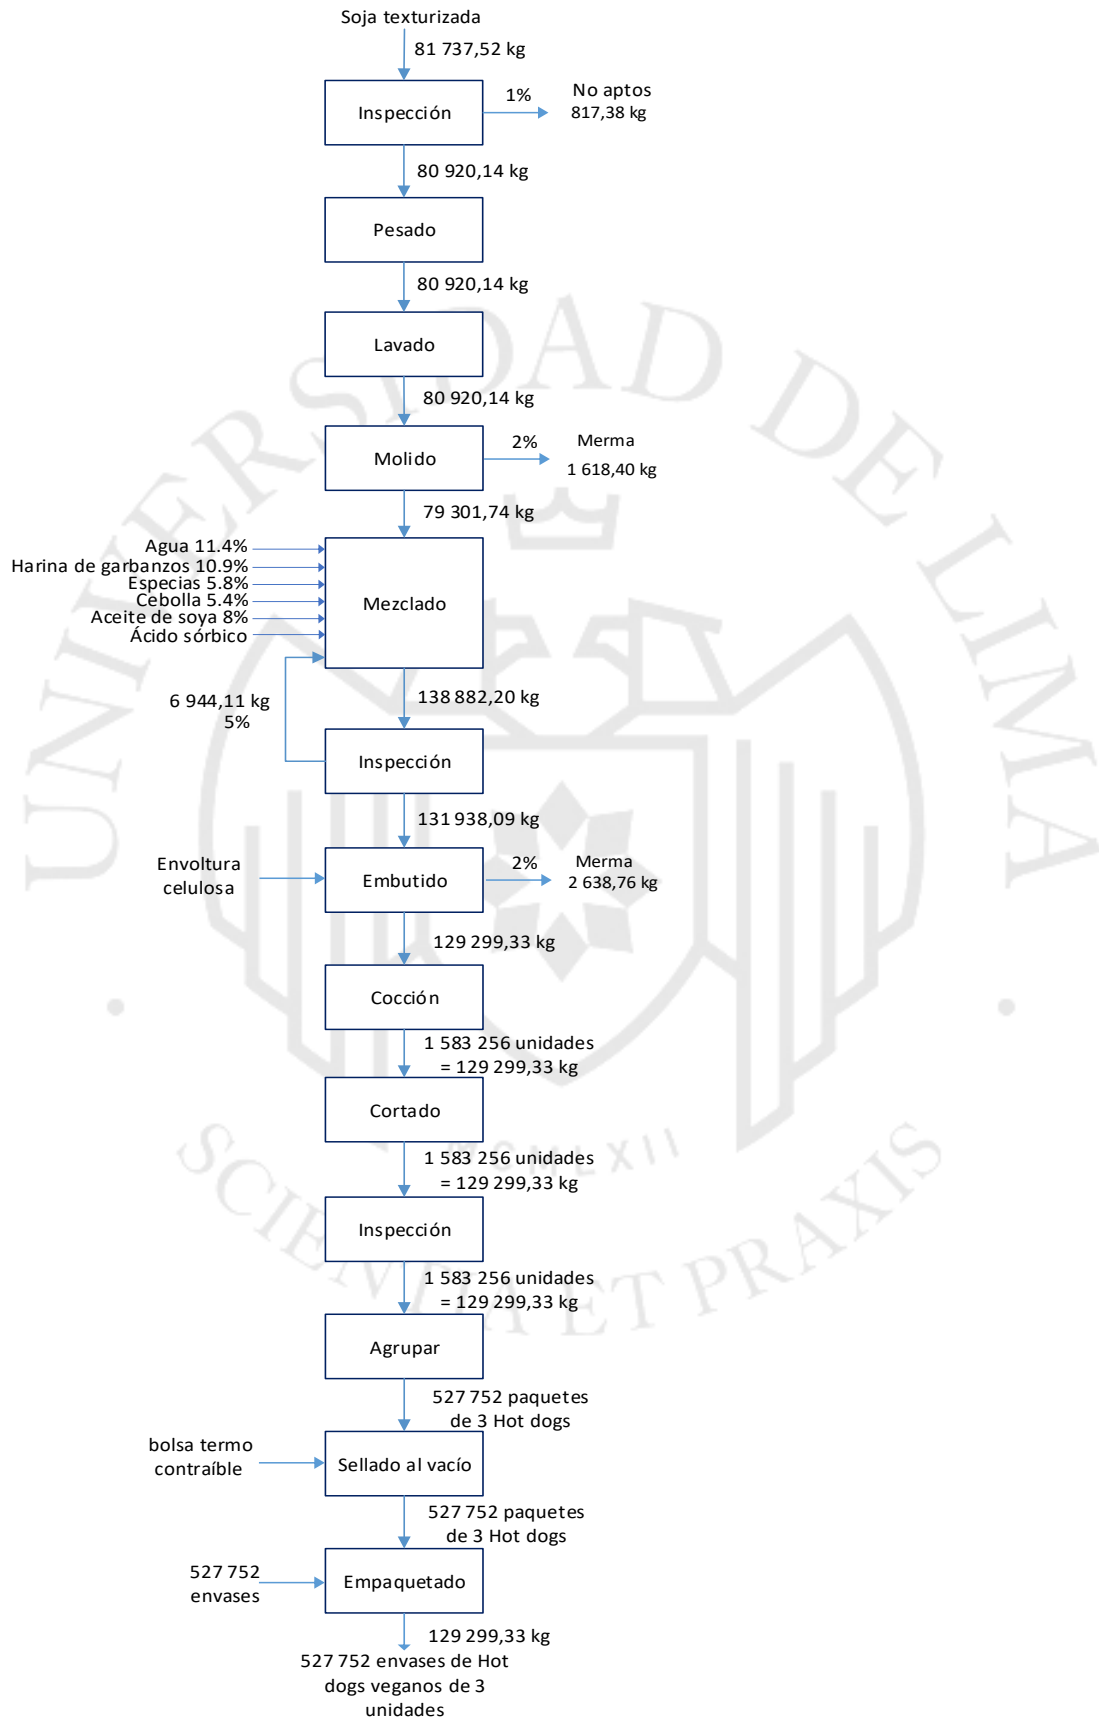 Soja texturizada
81 737,52 kg
Inspección
1%
No aptos
817,38 kg
80 920,14 kg
Pesado
80 920,14 kg
Lavado
80 920,14 kg
Molido
2%
Merma
1 618,40 kg
79 301,74 kg
Agua 11.4%
Harina de garbanzos 10.9%
Especias 5.8%
Cebolla 5.4%
Aceite de soya 8%
Ácido sórbico
Mezclado
6 944,11 kg
5%
138 882,20 kg
Inspección
131 938,09 kg
Envoltura
celulosa
Embutido
2%
Merma
2 638,76 kg
129 299,33 kg
Cocción
1 583 256 unidades
= 129 299,33 kg
Cortado
1 583 256 unidades
= 129 299,33 kg
Inspección
1 583 256 unidades
= 129 299,33 kg
Agrupar
527 752 paquetes
de 3 Hot dogs
bolsa termo
contraíble
Sellado al vacío
527 752 paquetes
de 3 Hot dogs
527 752
envases
Empaquetado
129 299,33 kg
527 752 envases de Hot
dogs veganos de 3
unidades
UNIVERSIDAD DE LIMA
MCMLXII
SCIENTIA ET PRAXIS